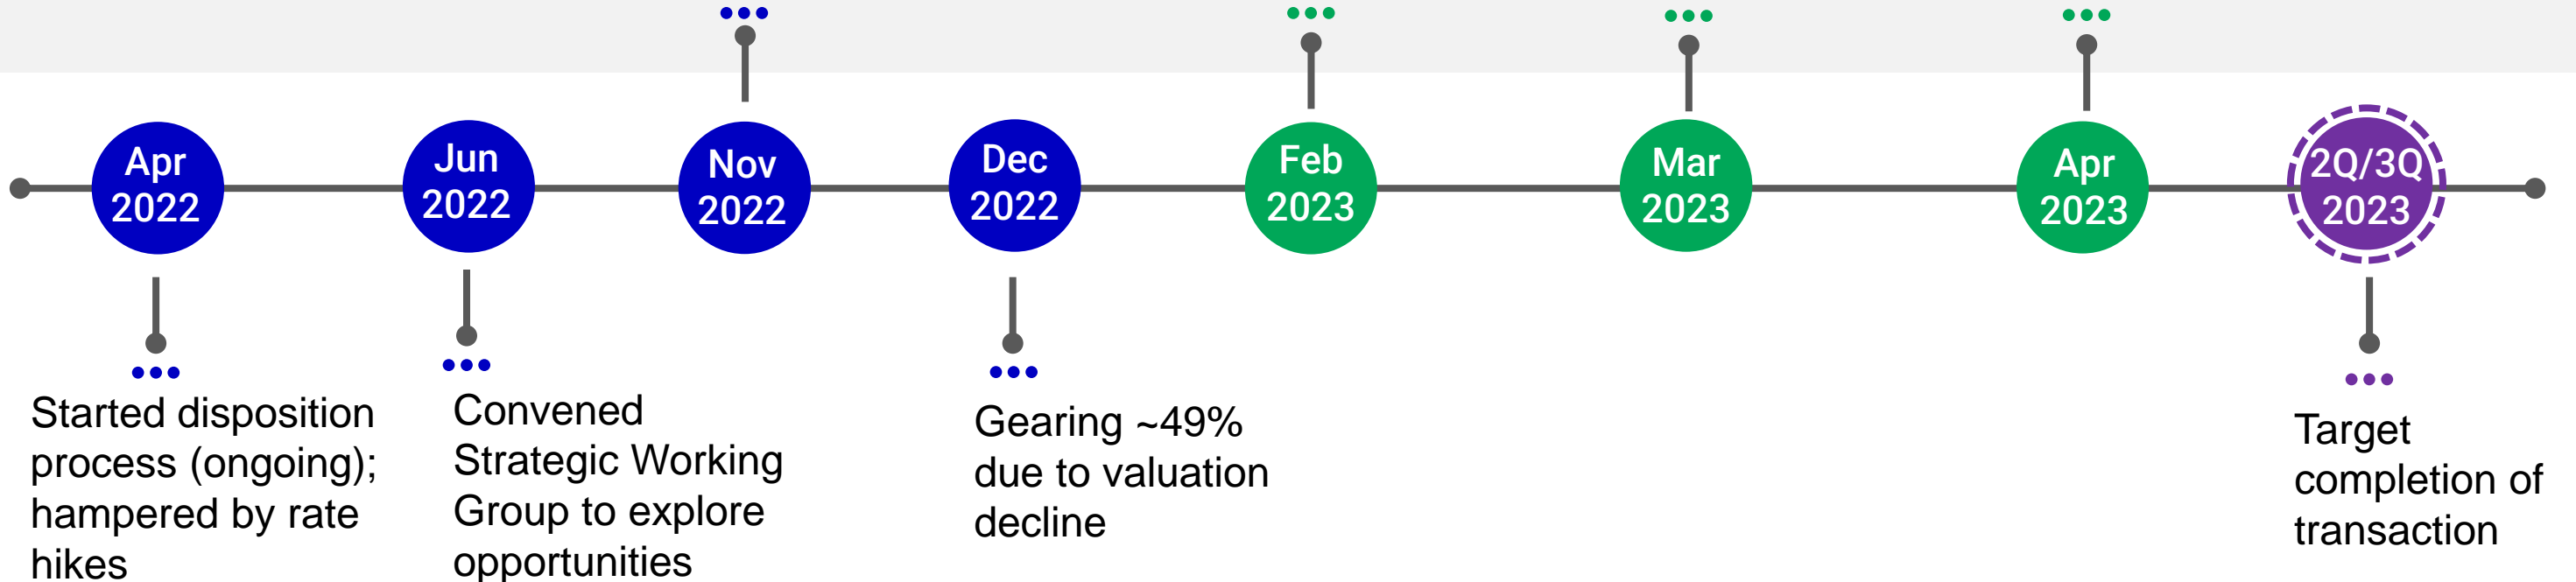 Apr
2022
Jun
2022
Nov
2022
Dec
2022
Feb
2023
Mar
2023
Apr
2023
2Q/3Q
2023
Started disposition
process (ongoing);
hampered by rate
hikes
Convened
Strategic Working
Group to explore
opportunities
Gearing ~49%
due to valuation
decline
Target
completion of
transaction